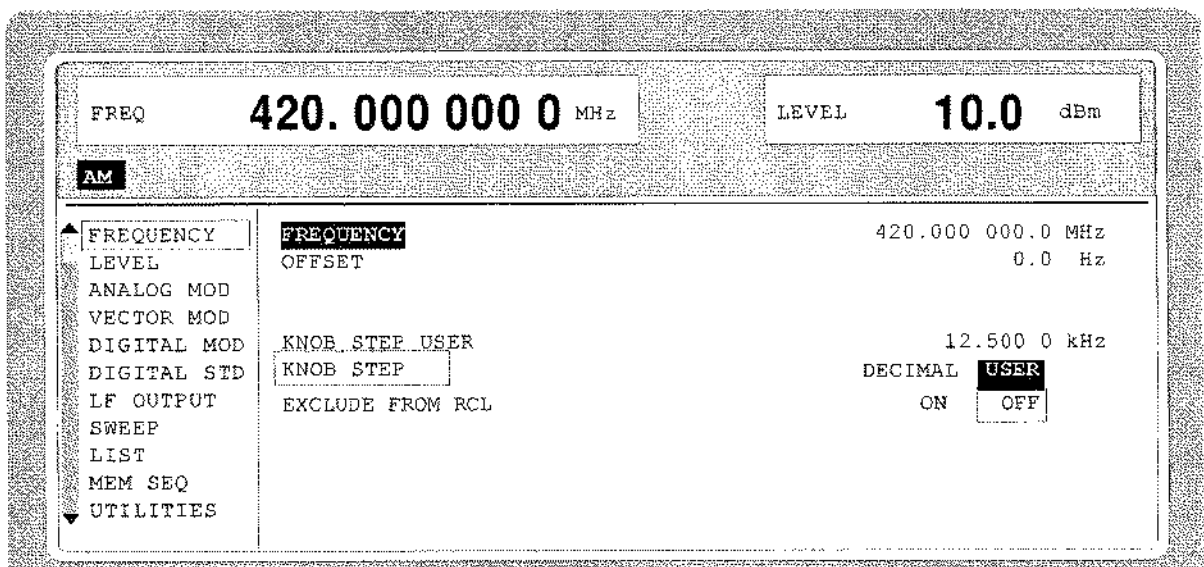 FREQ 420. 000 000 0 MHz LEVEL 10.0 dBm
AM
FREQUENCY FREQUENCY 420.000 000.0 MHz
LEVEL OFFSET 0.0 Hz
ANALOG MOD
VECTOR MOD
DIGITAL MOD KNOB STEP USER 12.500 0 kHz
DIGITAL STD KNOB STEP DECIMAL USER
LF OUTPUT EXCLUDE FROM RCL ON OFF
SWEEP
LIST
MEM SEQ
UTILITIES